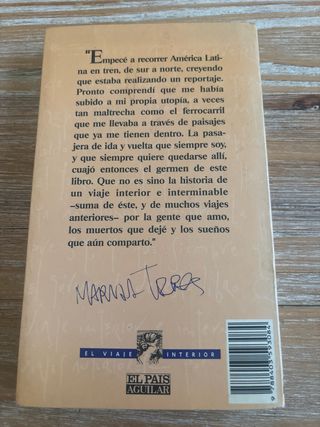 "Empecé a recorrer América Lati-
na en tren, de sur a norte, creyendo
que estaba realizando un reportaje.
Pronto comprendí que me había
subido a mi propia utopía, a veces
tan maltrecha como el ferrocarril
que me llevaba a través de paisajes
que ya me tienen dentro. La pasa-
jera de ida y vuelta que siempre soy,
y que siempre quiere quedarse allí,
cuajó entonces el germen de este
libro. Que no es sino la historia de
un viaje interior e interminable
-suma de éste, y de muchos viajes
anteriores- por la gente que amo,
los muertos que dejé y los sueños
que aún comparto."
EL VIAJE INTERIOR
EL PAIS
AGUILAR
9 788403 593084